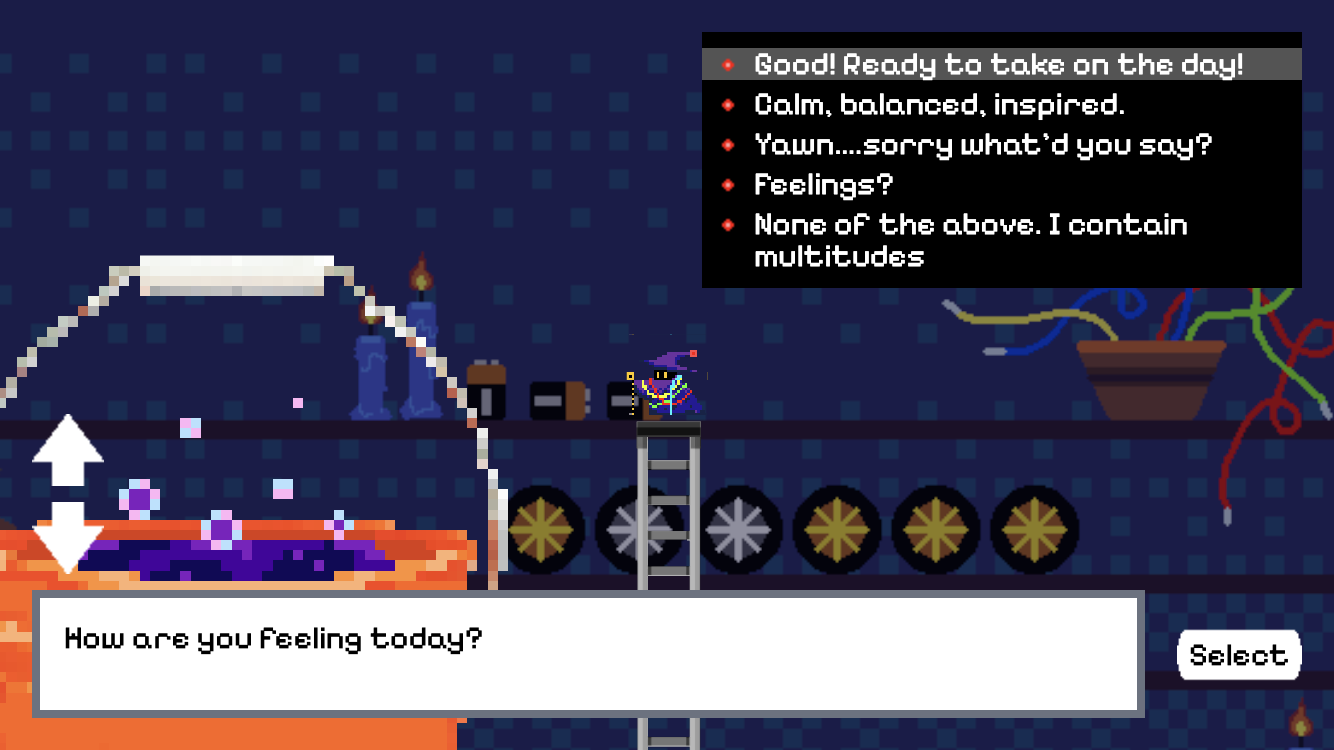 Good! Ready to take on the day!
Calm, balanced, inspired.
Yawn....sorry what'd you say?
Feelings?
None of the above. I contain
multitudes
How are you feeling today?
Select